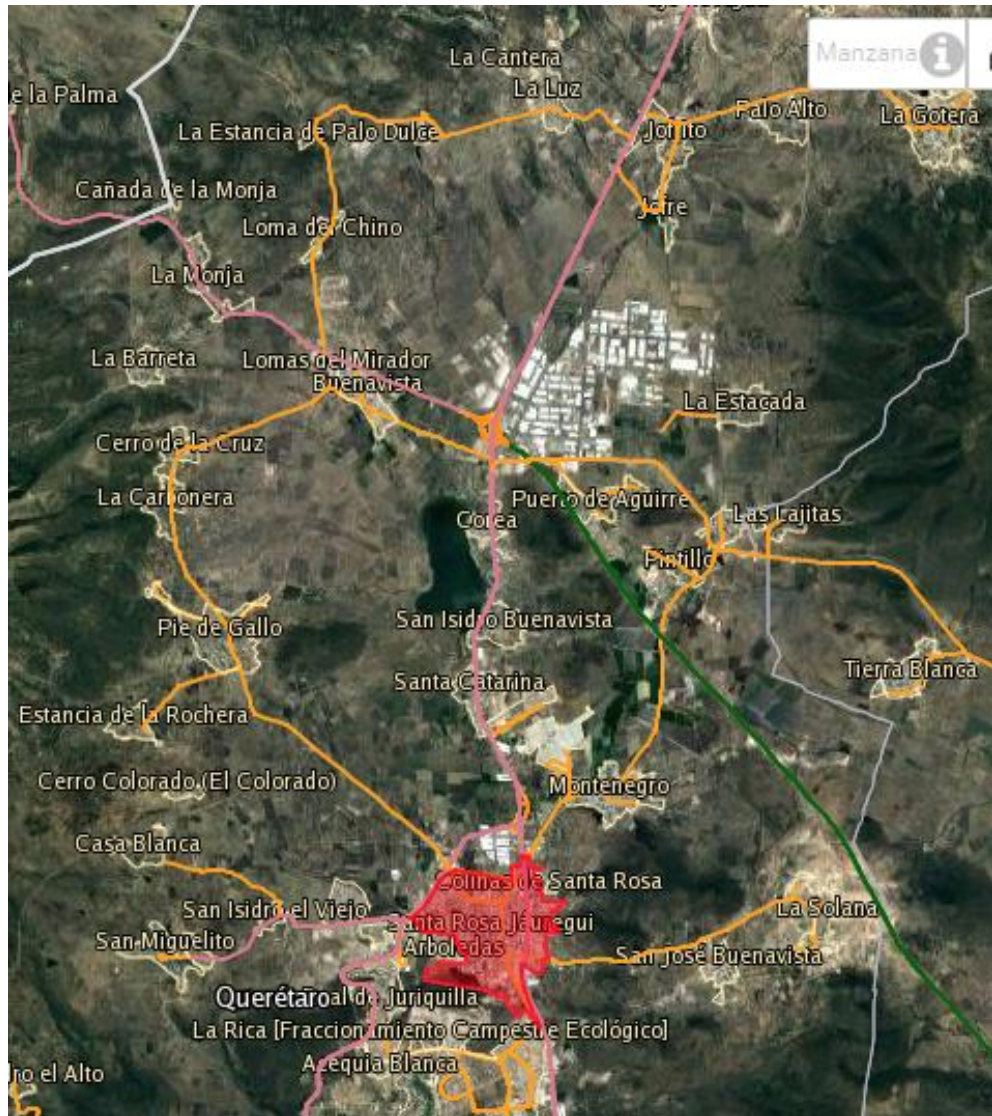 La Cantera
Manzana
e la Palma
La Luz
La Estancia de Palo Dulce
Jofrito
Palo Alto
La Gotera
Cañada de la Monja
Jofre
Loma del Chino
La Monja
La Barreta
Lomas del Mirador
Buenavista
La Estacada
Cerro de la Cruz
La Carbonera
Puerto de Aguirre
Corea
Las Lajitas
Pintillo
San Isidro Buenavista
Pie de Gallo
Tierra Blanca
Santa Catarina
Estancia de la Rochera
Cerro Colorado (El Colorado)
Montenegro
Casa Blanca
Colinas de Santa Rosa
San Isidro el Viejo
La Solana
Santa Rosa Jáuregui
San Miguelito
Arboledas
San José Buenavista
Querétaro
al de Juriquilla
La Rica [Fraccionamiento Campestre Ecológico]
Acequia Blanca
ro el Alto